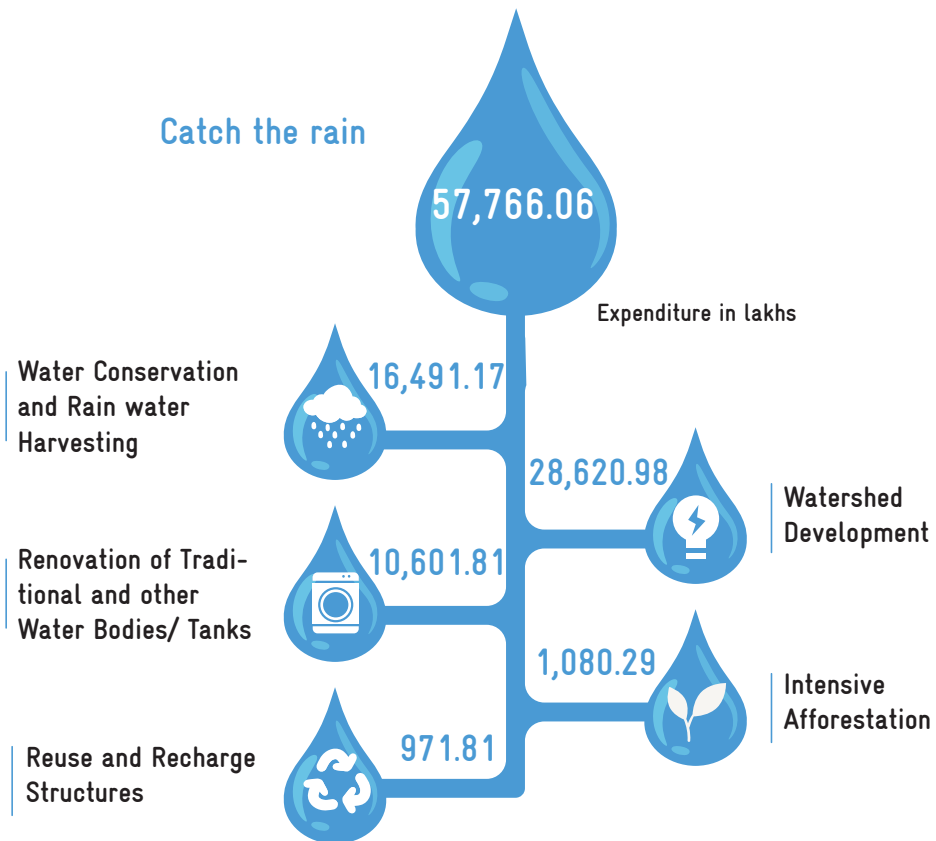 Catch the rain
57,766.06
Expenditure in lakhs
Water Conservation
and Rain water
Harvesting
16,491.17
28,620.98
Watershed
Development
Renovation of Tradi-
tional and other
Water Bodies/ Tanks
10,601.81
1,080.29
Intensive
Afforestation
Reuse and Recharge
Structures
971.81